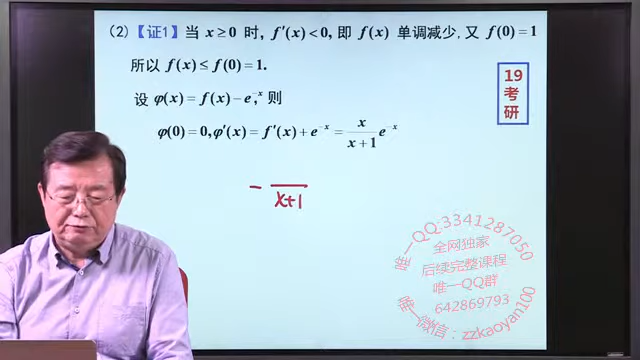 (2)【证1】当 x≥0 时, f′(x)<0, 即 f(x) 单调减少, 又 f(0)=1
所以 f(x)≤f(0)=1.
设 φ(x)=f(x)−e⁻ˣ, 则
φ(0)=0, φ′(x)=f′(x)+e⁻ˣ=x/(x+1) e⁻ˣ
19
考
研
− /x+1
唯一QQ:3341287050
全网独家
后续完整课程
唯一QQ群
642869793
唯一微信:zzkaoyan100